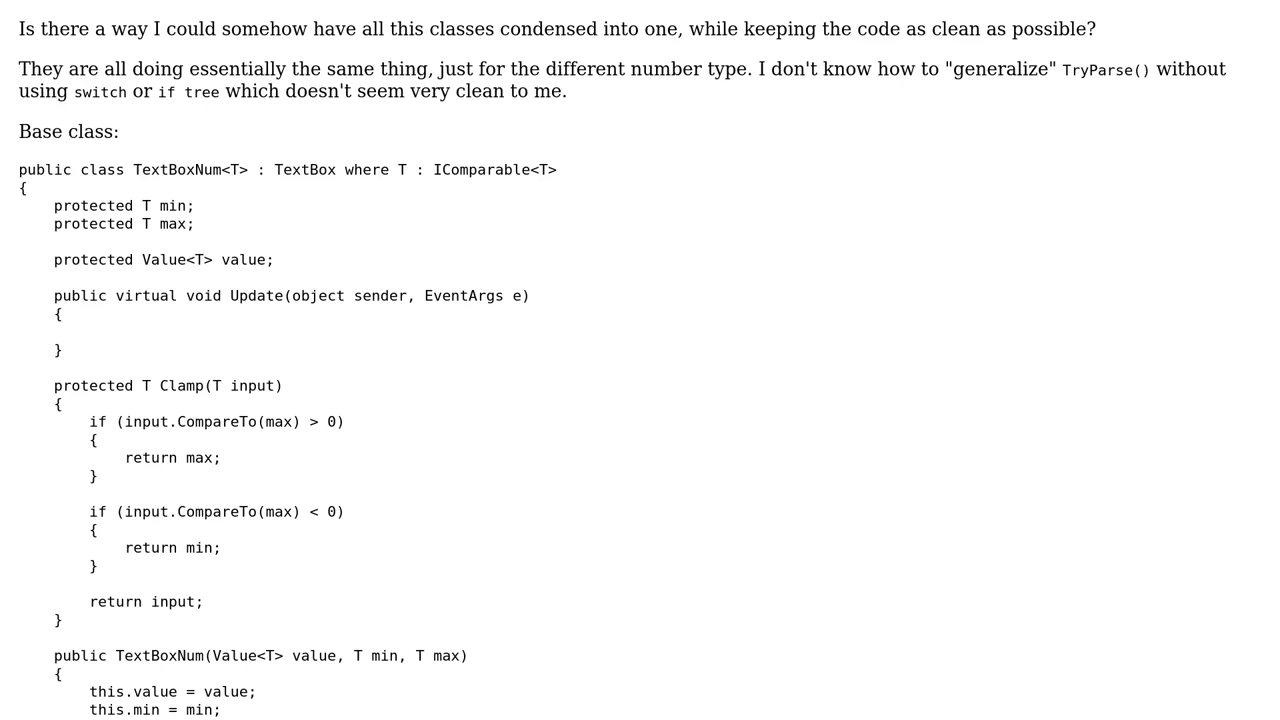 Is there a way I could somehow have all this classes condensed into one, while keeping the code as clean as possible?
They are all doing essentially the same thing, just for the different number type. I don't know how to "generalize" TryParse() without
using switch or if tree which doesn't seem very clean to me.
Base class:
public class TextBoxNum<T> : TextBox where T : IComparable<T>
{
    protected T min;
    protected T max;
    protected Value<T> value;
    public virtual void Update(object sender, EventArgs e)
    {
    }
    protected T Clamp(T input)
    {
        if (input.CompareTo(max) > 0)
        {
            return max;
        }
        if (input.CompareTo(max) < 0)
        {
            return min;
        }
        return input;
    }
    public TextBoxNum(Value<T> value, T min, T max)
    {
        this.value = value;
        this.min = min;